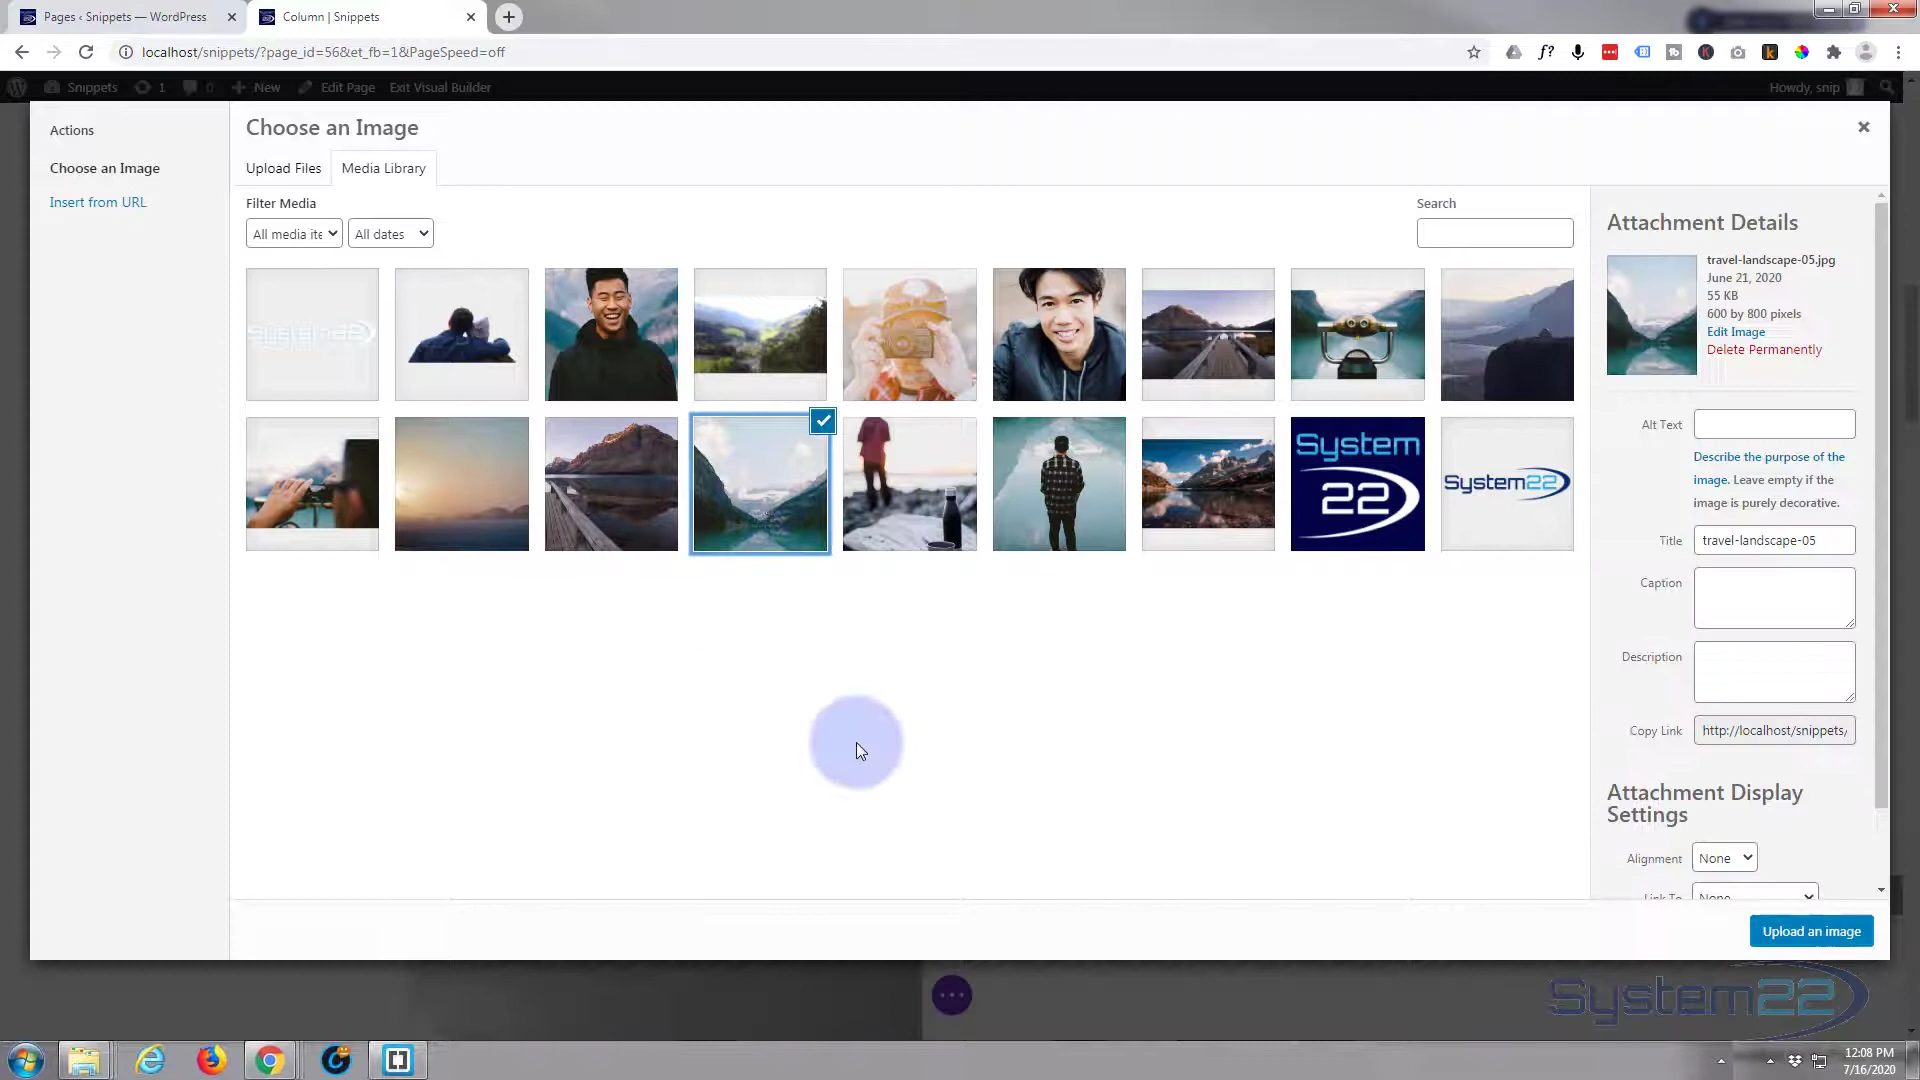 Pages ‹ Snippets — WordPress
Column | Snippets
localhost/snippets/?page_id=56&et_fb=1&PageSpeed=off
Snippets
1
0
New
Edit Page
Exit Visual Builder
Howdy, snip
Actions
Choose an Image
Insert from URL
Choose an Image
Upload Files
Media Library
Filter Media
All media ite
All dates
Search
System
22
System22
Attachment Details
travel-landscape-05.jpg
June 21, 2020
55 KB
600 by 800 pixels
Edit Image
Delete Permanently
Alt Text
Describe the purpose of the
image. Leave empty if the
image is purely decorative.
Title
travel-landscape-05
Caption
Description
Copy Link
http://localhost/snippets/
Attachment Display
Settings
Alignment
None
Link To
None
Upload an image
System22
12:08 PM
7/16/2020